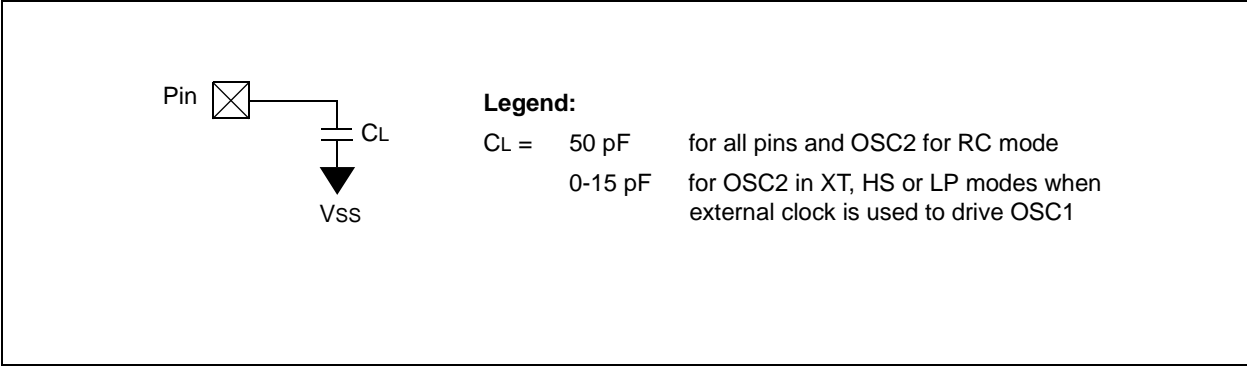 Pin
CL
VSS
Legend:
CL = 50 pF for all pins and OSC2 for RC mode
0-15 pF for OSC2 in XT, HS or LP modes when
external clock is used to drive OSC1